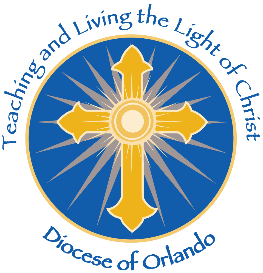 Teaching and Living the Light of Christ
Diocese of Orlando